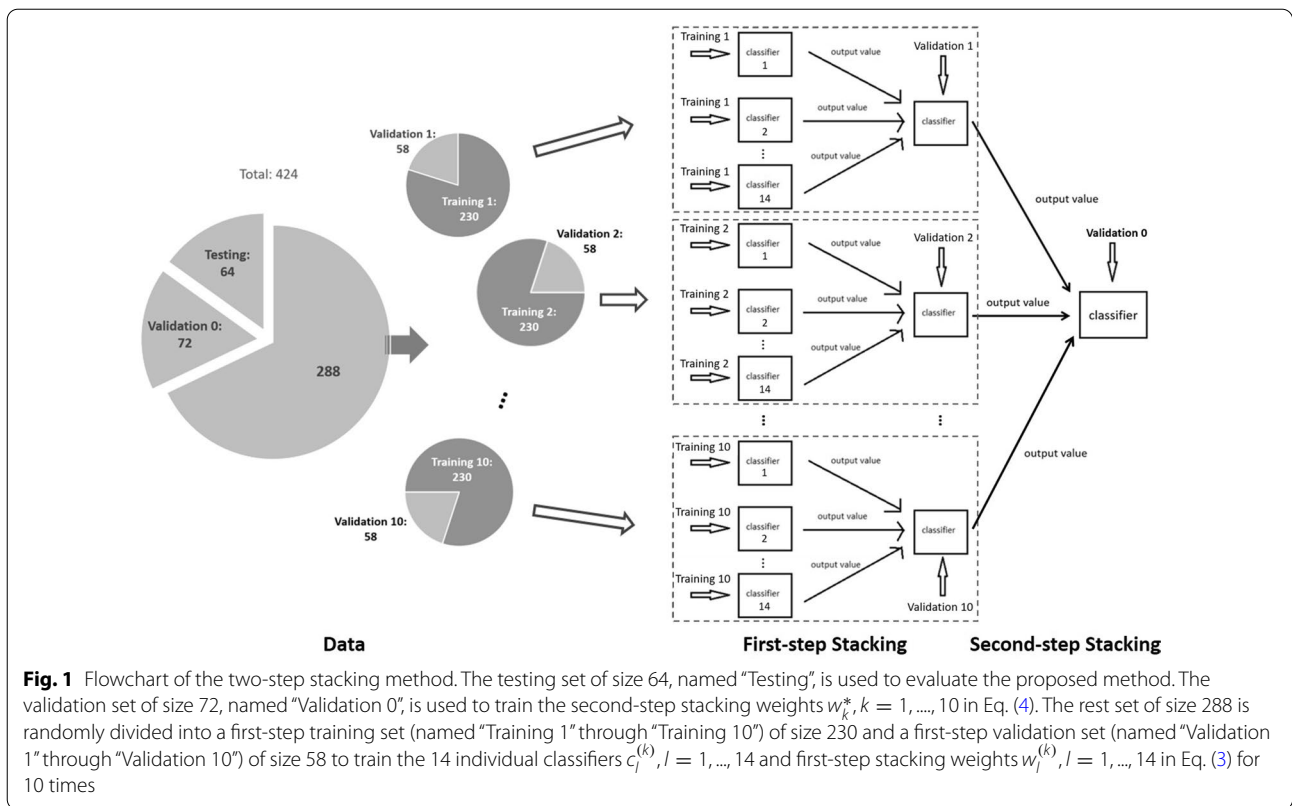 Total: 424
Testing:
64
Validation 0:
72
288
Validation 1:
58
Training 1:
230
Validation 2:
58
Training 2:
230
⋮
Training 10:
230
Validation 10:
58
Data
Training 1
classifier
1
output value
Validation 1
Training 1
classifier
2
output value
classifier
⋮
Training 1
classifier
14
output value
Training 2
classifier
1
output value
Validation 2
Training 2
classifier
2
output value
classifier
⋮
Training 2
classifier
14
output value
⋮
⋮
Training 10
classifier
1
output value
Training 10
classifier
2
output value
classifier
⋮
Training 10
classifier
14
output value
Validation 10
First-step Stacking
output value
Validation 0
output value
classifier
output value
Second-step Stacking
Fig. 1 Flowchart of the two-step stacking method. The testing set of size 64, named “Testing”, is used to evaluate the proposed method. The
validation set of size 72, named “Validation 0”, is used to train the second-step stacking weights $w_k^*, k = 1, ...., 10$ in Eq. (4). The rest set of size 288 is
randomly divided into a first-step training set (named “Training 1” through “Training 10”) of size 230 and a first-step validation set (named “Validation
1” through “Validation 10”) of size 58 to train the 14 individual classifiers $c_l^{(k)}, l = 1, ..., 14$ and first-step stacking weights $w_l^{(k)}, l = 1, ..., 14$ in Eq. (3) for
10 times